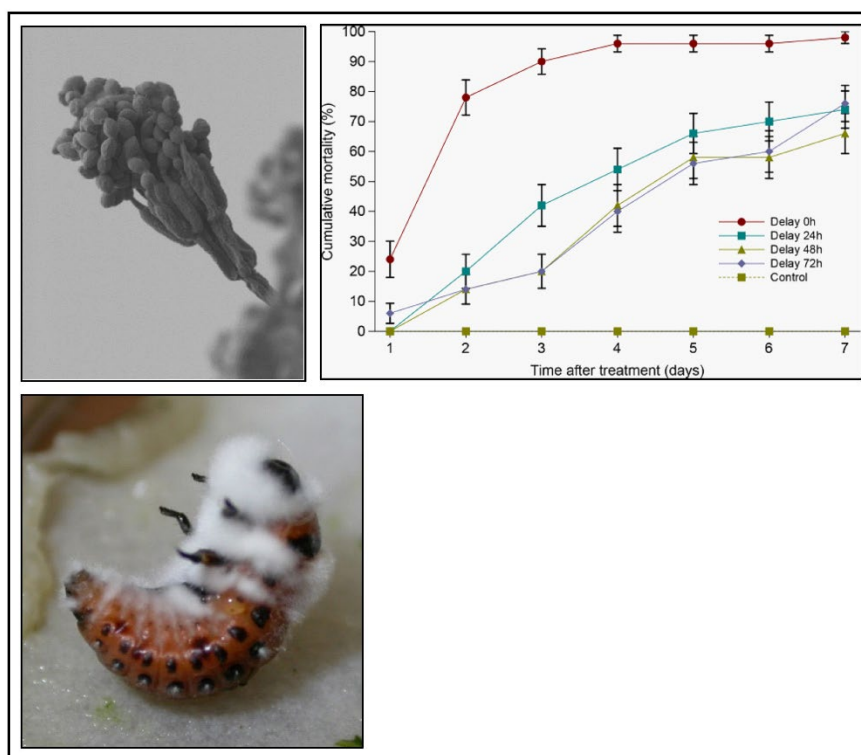 Cumulative mortality (%)
100
90
80
70
60
50
40
30
20
10
0
1 2 3 4 5 6 7
Time after treatment (days)
Delay 0h
Delay 24h
Delay 48h
Delay 72h
Control